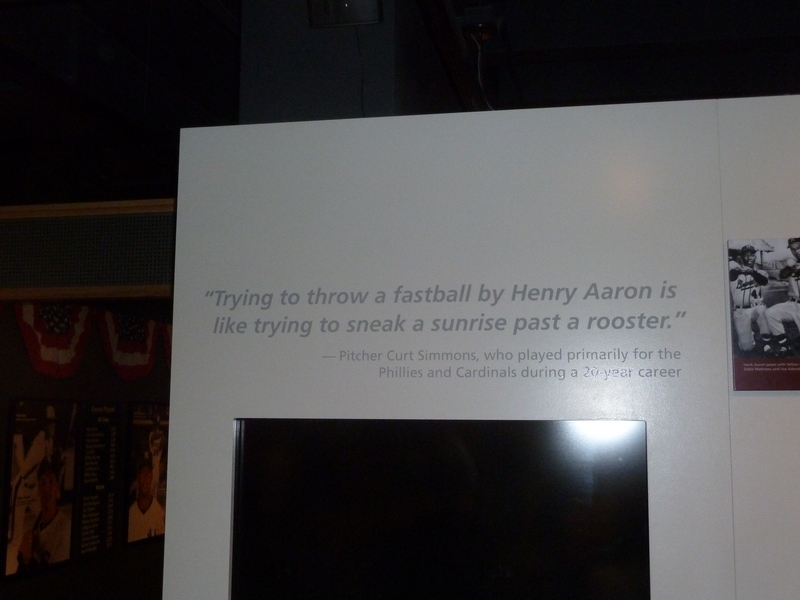 “Trying to throw a fastball by Henry Aaron is
like trying to sneak a sunrise past a rooster.”
— Pitcher Curt Simmons, who played primarily for the
Phillies and Cardinals during a 20-year career